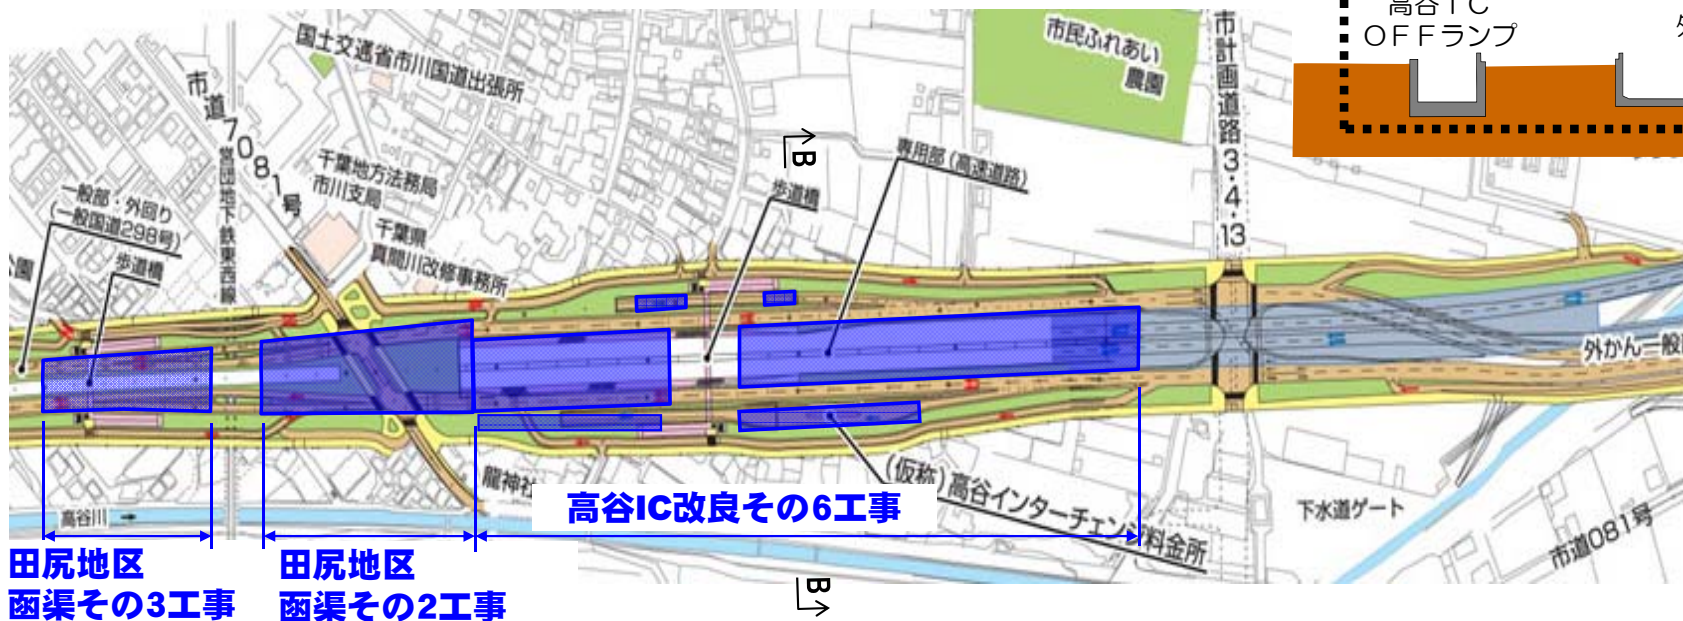 高谷IC
OFFランプ
市民ふれあい
農園
市計画道路3・4・13
国土交通省市川国道出張所
市道7081号
営団地下鉄東西線
千葉地方法務局
市川支局
千葉県
真間川改修事務所
一般部・外回り
(一般国道298号)
歩道橋
公園
B
歩道橋
専用部(高速道路)
外かん一般
龍神社
(仮称)高谷インターチェンジ料金所
高谷IC改良その6工事
下水道ゲート
市道081号
高谷川
田尻地区
函渠その3工事
田尻地区
函渠その2工事
B